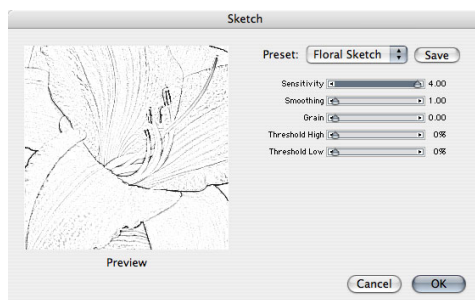 Sketch
Preset: Floral Sketch Save
Sensitivity 4.00
Smoothing 1.00
Grain 0.00
Threshold High 0%
Threshold Low 0%
Preview
Cancel OK